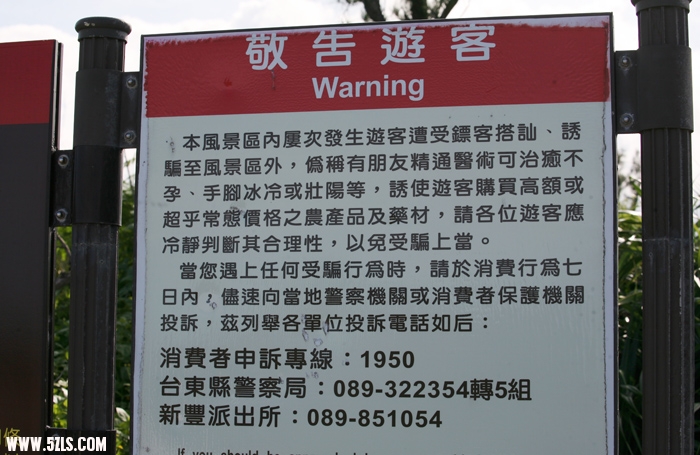 敬告遊客
Warning
本風景區內屢次發生遊客遭受鏢客搭訕、誘
騙至風景區外，偽稱有朋友精通醫術可治癒不
孕、手腳冰冷或壯陽等，誘使遊客購買高額或
超乎常態價格之農產品及藥材，請各位遊客應
冷靜判斷其合理性，以免受騙上當。
當您遇上任何受騙行為時，請於消費行為七
日內，儘速向當地警察機關或消費者保護機關
投訴，茲列舉各單位投訴電話如后：
消費者申訴專線：1950
台東縣警察局：089-322354轉5組
新豐派出所：089-851054
If you should be
WWW.5ZLS.COM